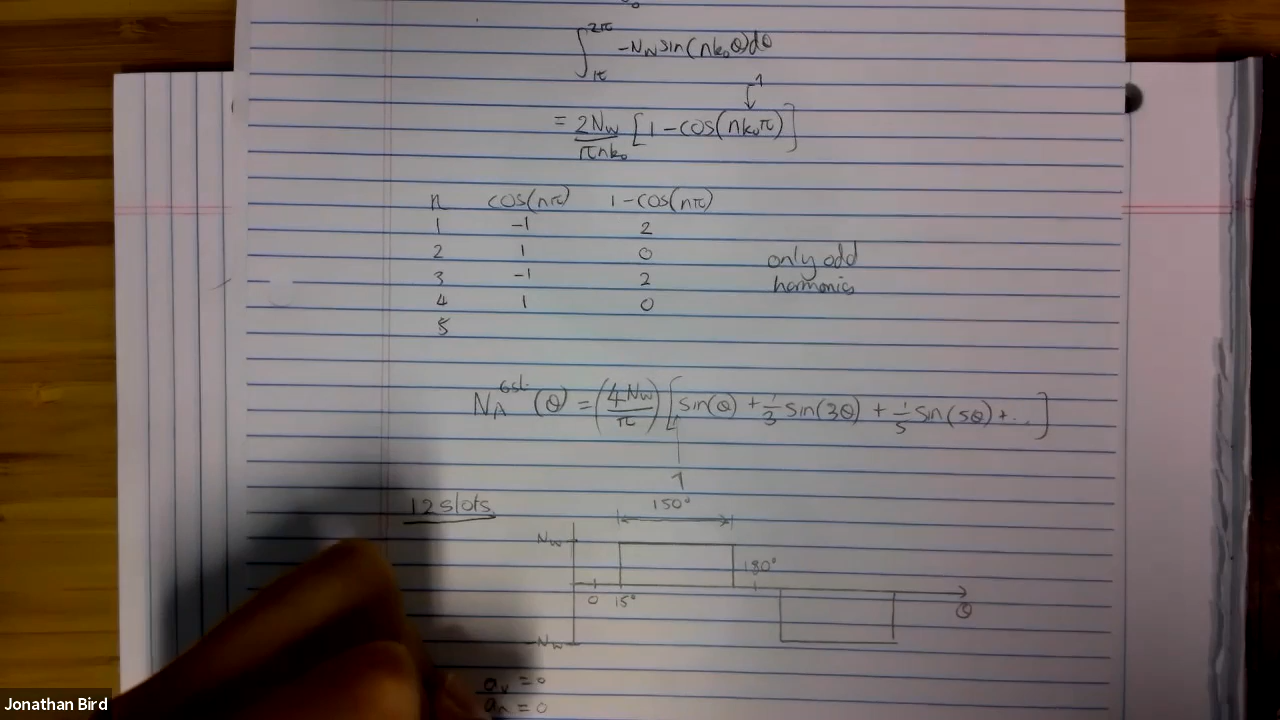 ∫ 2π 1π -N_w sin(nk₀θ)dθ
1
= 2N_w/πnk₀ [1 - cos(nk₀π)]
n cos(nπ) 1-cos(nπ)
1 -1 2
2 1 0
only odd
3 -1 2
harmonics
4 1 0
5
N_A^6sl. (θ) = (4N_w/π) [sin(θ) + 1/3 sin(3θ) + 1/5 sin(5θ) + ...]
1
12 slots
150°
N_w
180°
0 15°
θ
-N_w
a_v = 0
a_n = 0
Jonathan Bird